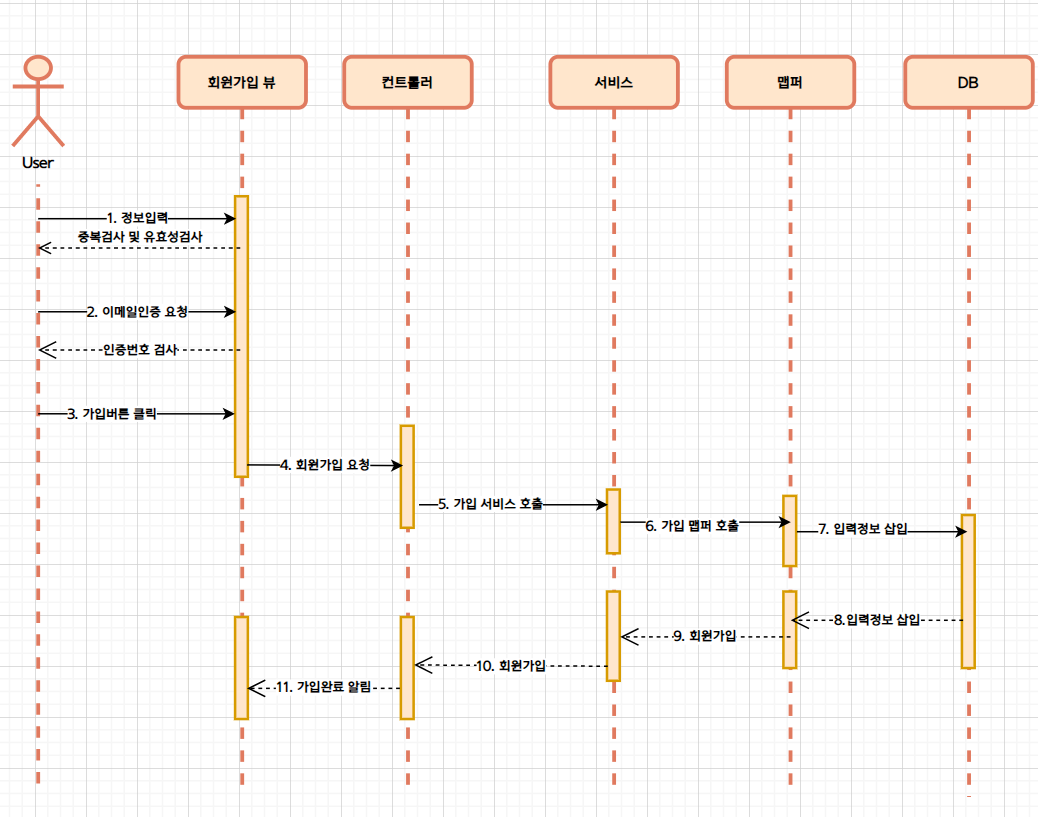 회원가입 뷰
컨트롤러
서비스
맵퍼
DB
User
1. 정보입력
중복검사 및 유효성검사
2. 이메일인증 요청
인증번호 검사
3. 가입버튼 클릭
4. 회원가입 요청
5. 가입 서비스 호출
6. 가입 맵퍼 호출
7. 입력정보 삽입
8.입력정보 삽입
9. 회원가입
10. 회원가입
11. 가입완료 알림